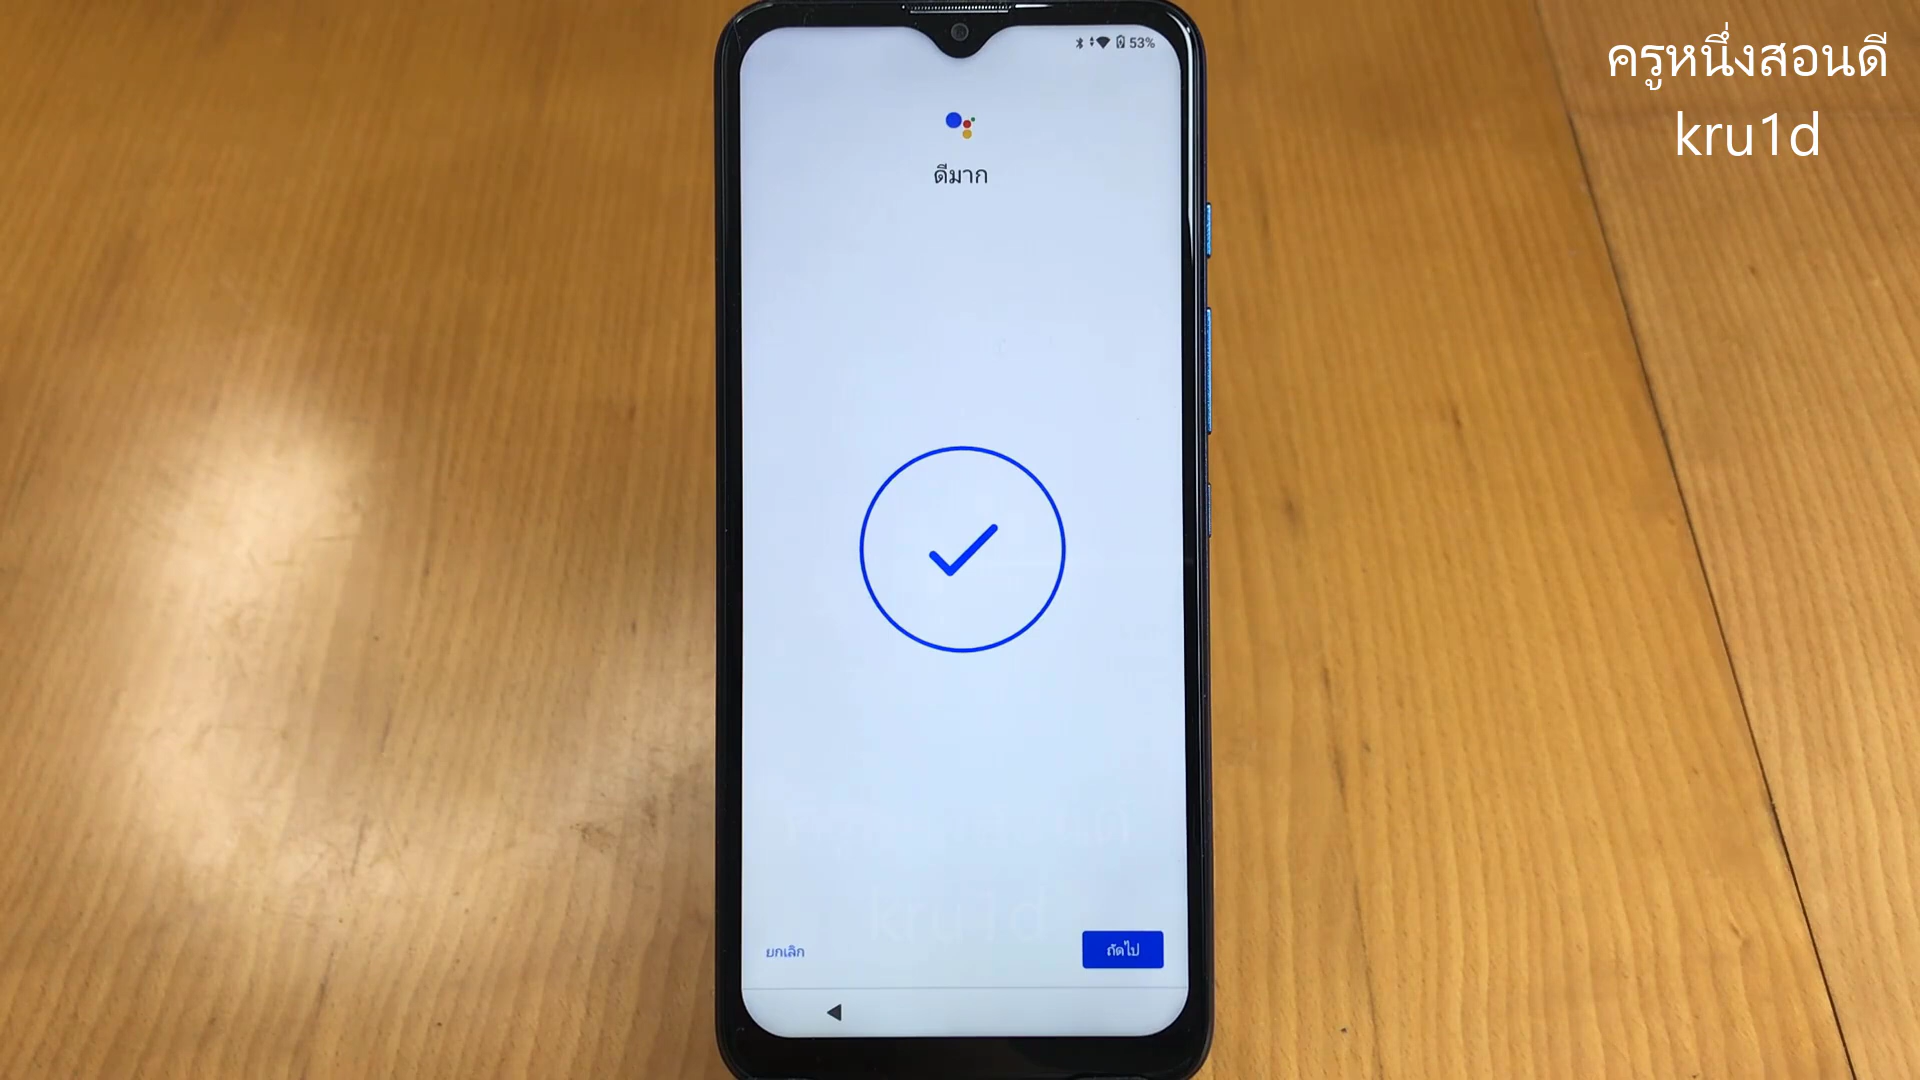 ครูหนึ่งสอนดี
kru1d
53%
ดีมาก
kru1d
ยกเลิก
ถัดไป